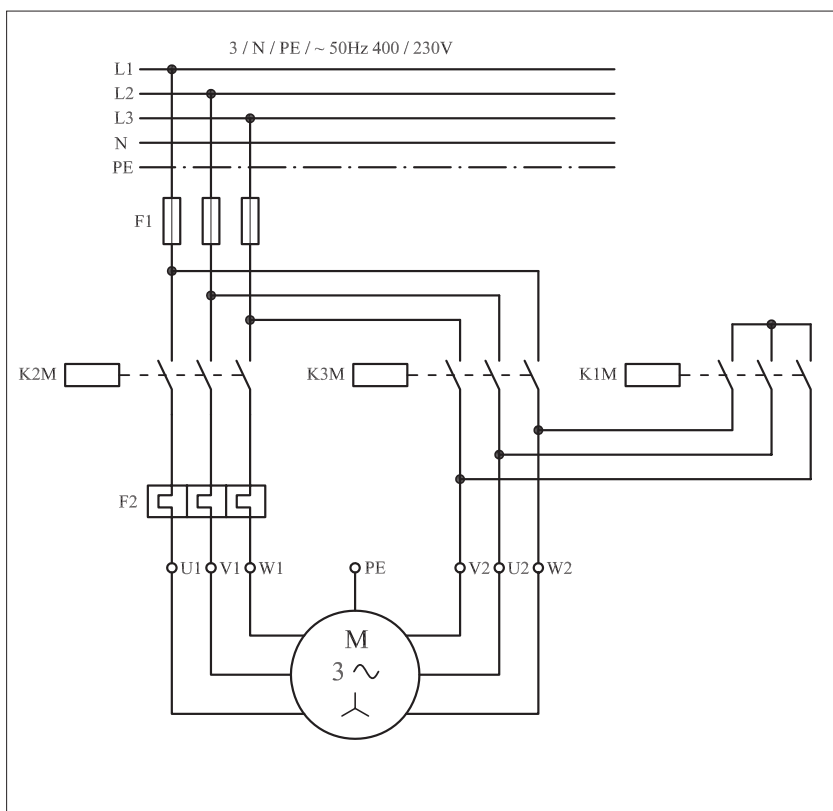 3 / N / PE / ~ 50Hz 400 / 230V
L1
L2
L3
N
PE
F1
K2M
K3M
K1M
F2
U1 V1 W1 PE V2 U2 W2
M
3